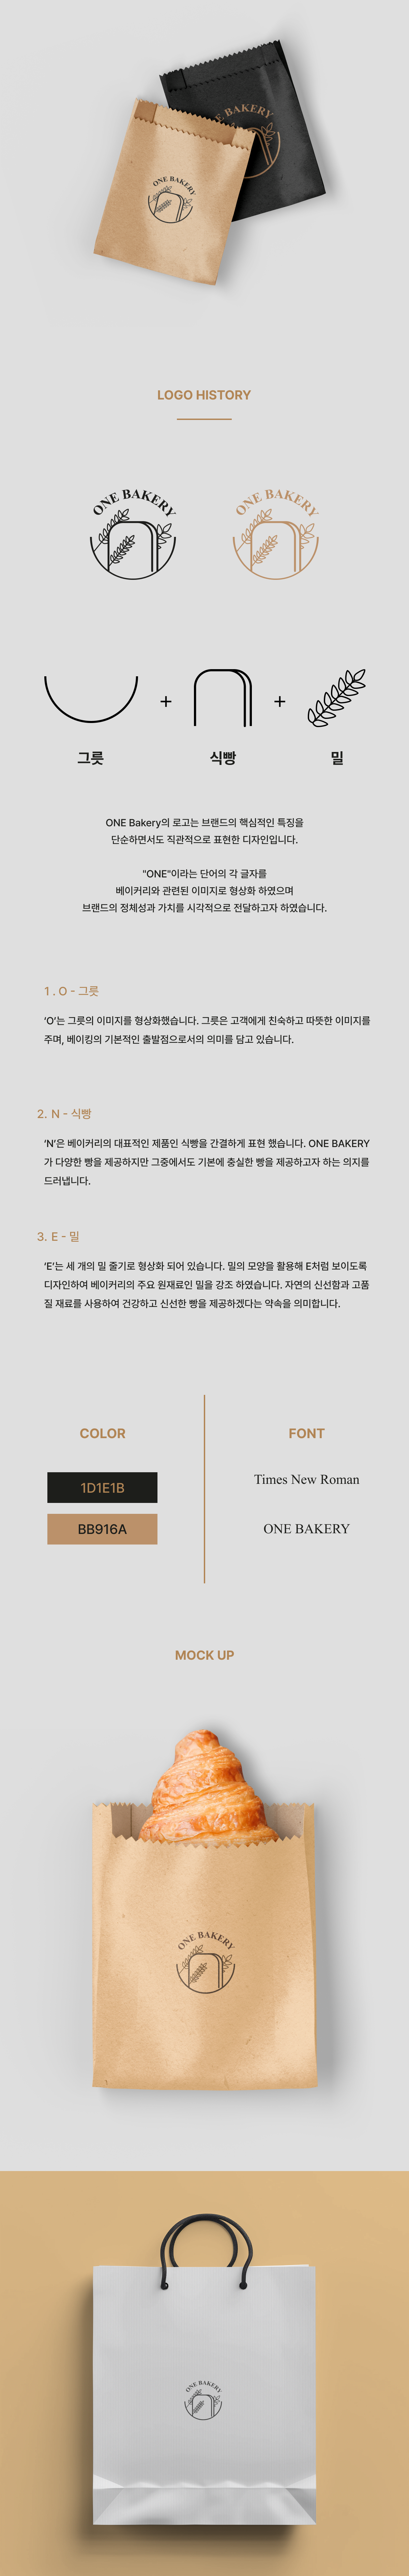 ONE BAKERY
ONE BAKERY
LOGO HISTORY
ONE BAKERY
ONE BAKERY
+ +
그릇 식빵 밀
ONE Bakery의 로고는 브랜드의 핵심적인 특징을
단순하면서도 직관적으로 표현한 디자인입니다.
"ONE"이라는 단어의 각 글자를
베이커리와 관련된 이미지로 형상화 하였으며
브랜드의 정체성과 가치를 시각적으로 전달하고자 하였습니다.
1 . O - 그릇
‘O’는 그릇의 이미지를 형상화했습니다. 그릇은 고객에게 친숙하고 따뜻한 이미지를
주며, 베이킹의 기본적인 출발점으로서의 의미를 담고 있습니다.
2. N - 식빵
‘N’은 베이커리의 대표적인 제품인 식빵을 간결하게 표현 했습니다. ONE BAKERY
가 다양한 빵을 제공하지만 그중에서도 기본에 충실한 빵을 제공하고자 하는 의지를
드러냅니다.
3. E - 밀
‘E’는 세 개의 밀 줄기로 형상화 되어 있습니다. 밀의 모양을 활용해 E처럼 보이도록
디자인하여 베이커리의 주요 원재료인 밀을 강조 하였습니다. 자연의 신선함과 고품
질 재료를 사용하여 건강하고 신선한 빵을 제공하겠다는 약속을 의미합니다.
COLOR
1D1E1B
BB916A
FONT
Times New Roman
ONE BAKERY
MOCK UP
ONE BAKERY
ONE BAKERY